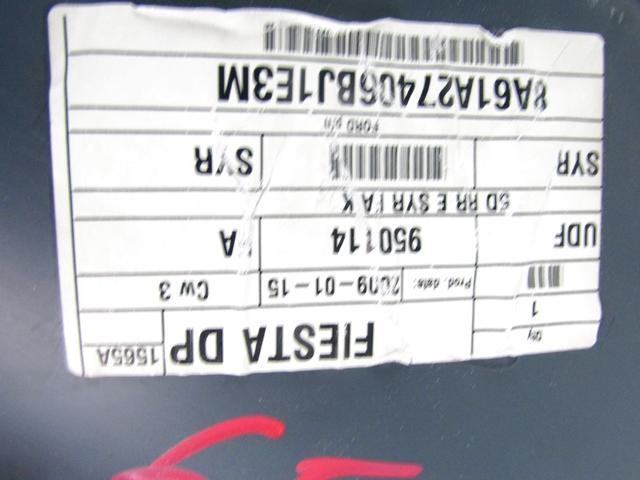 Qty
1
FIESTA DP
1565A
Prod. date:
2009-01-15
CW 3
UDF
950114
A
SD RR E SYR FA K
SYR
SYR
FORD p/n
8A61A27406BJ1E3M